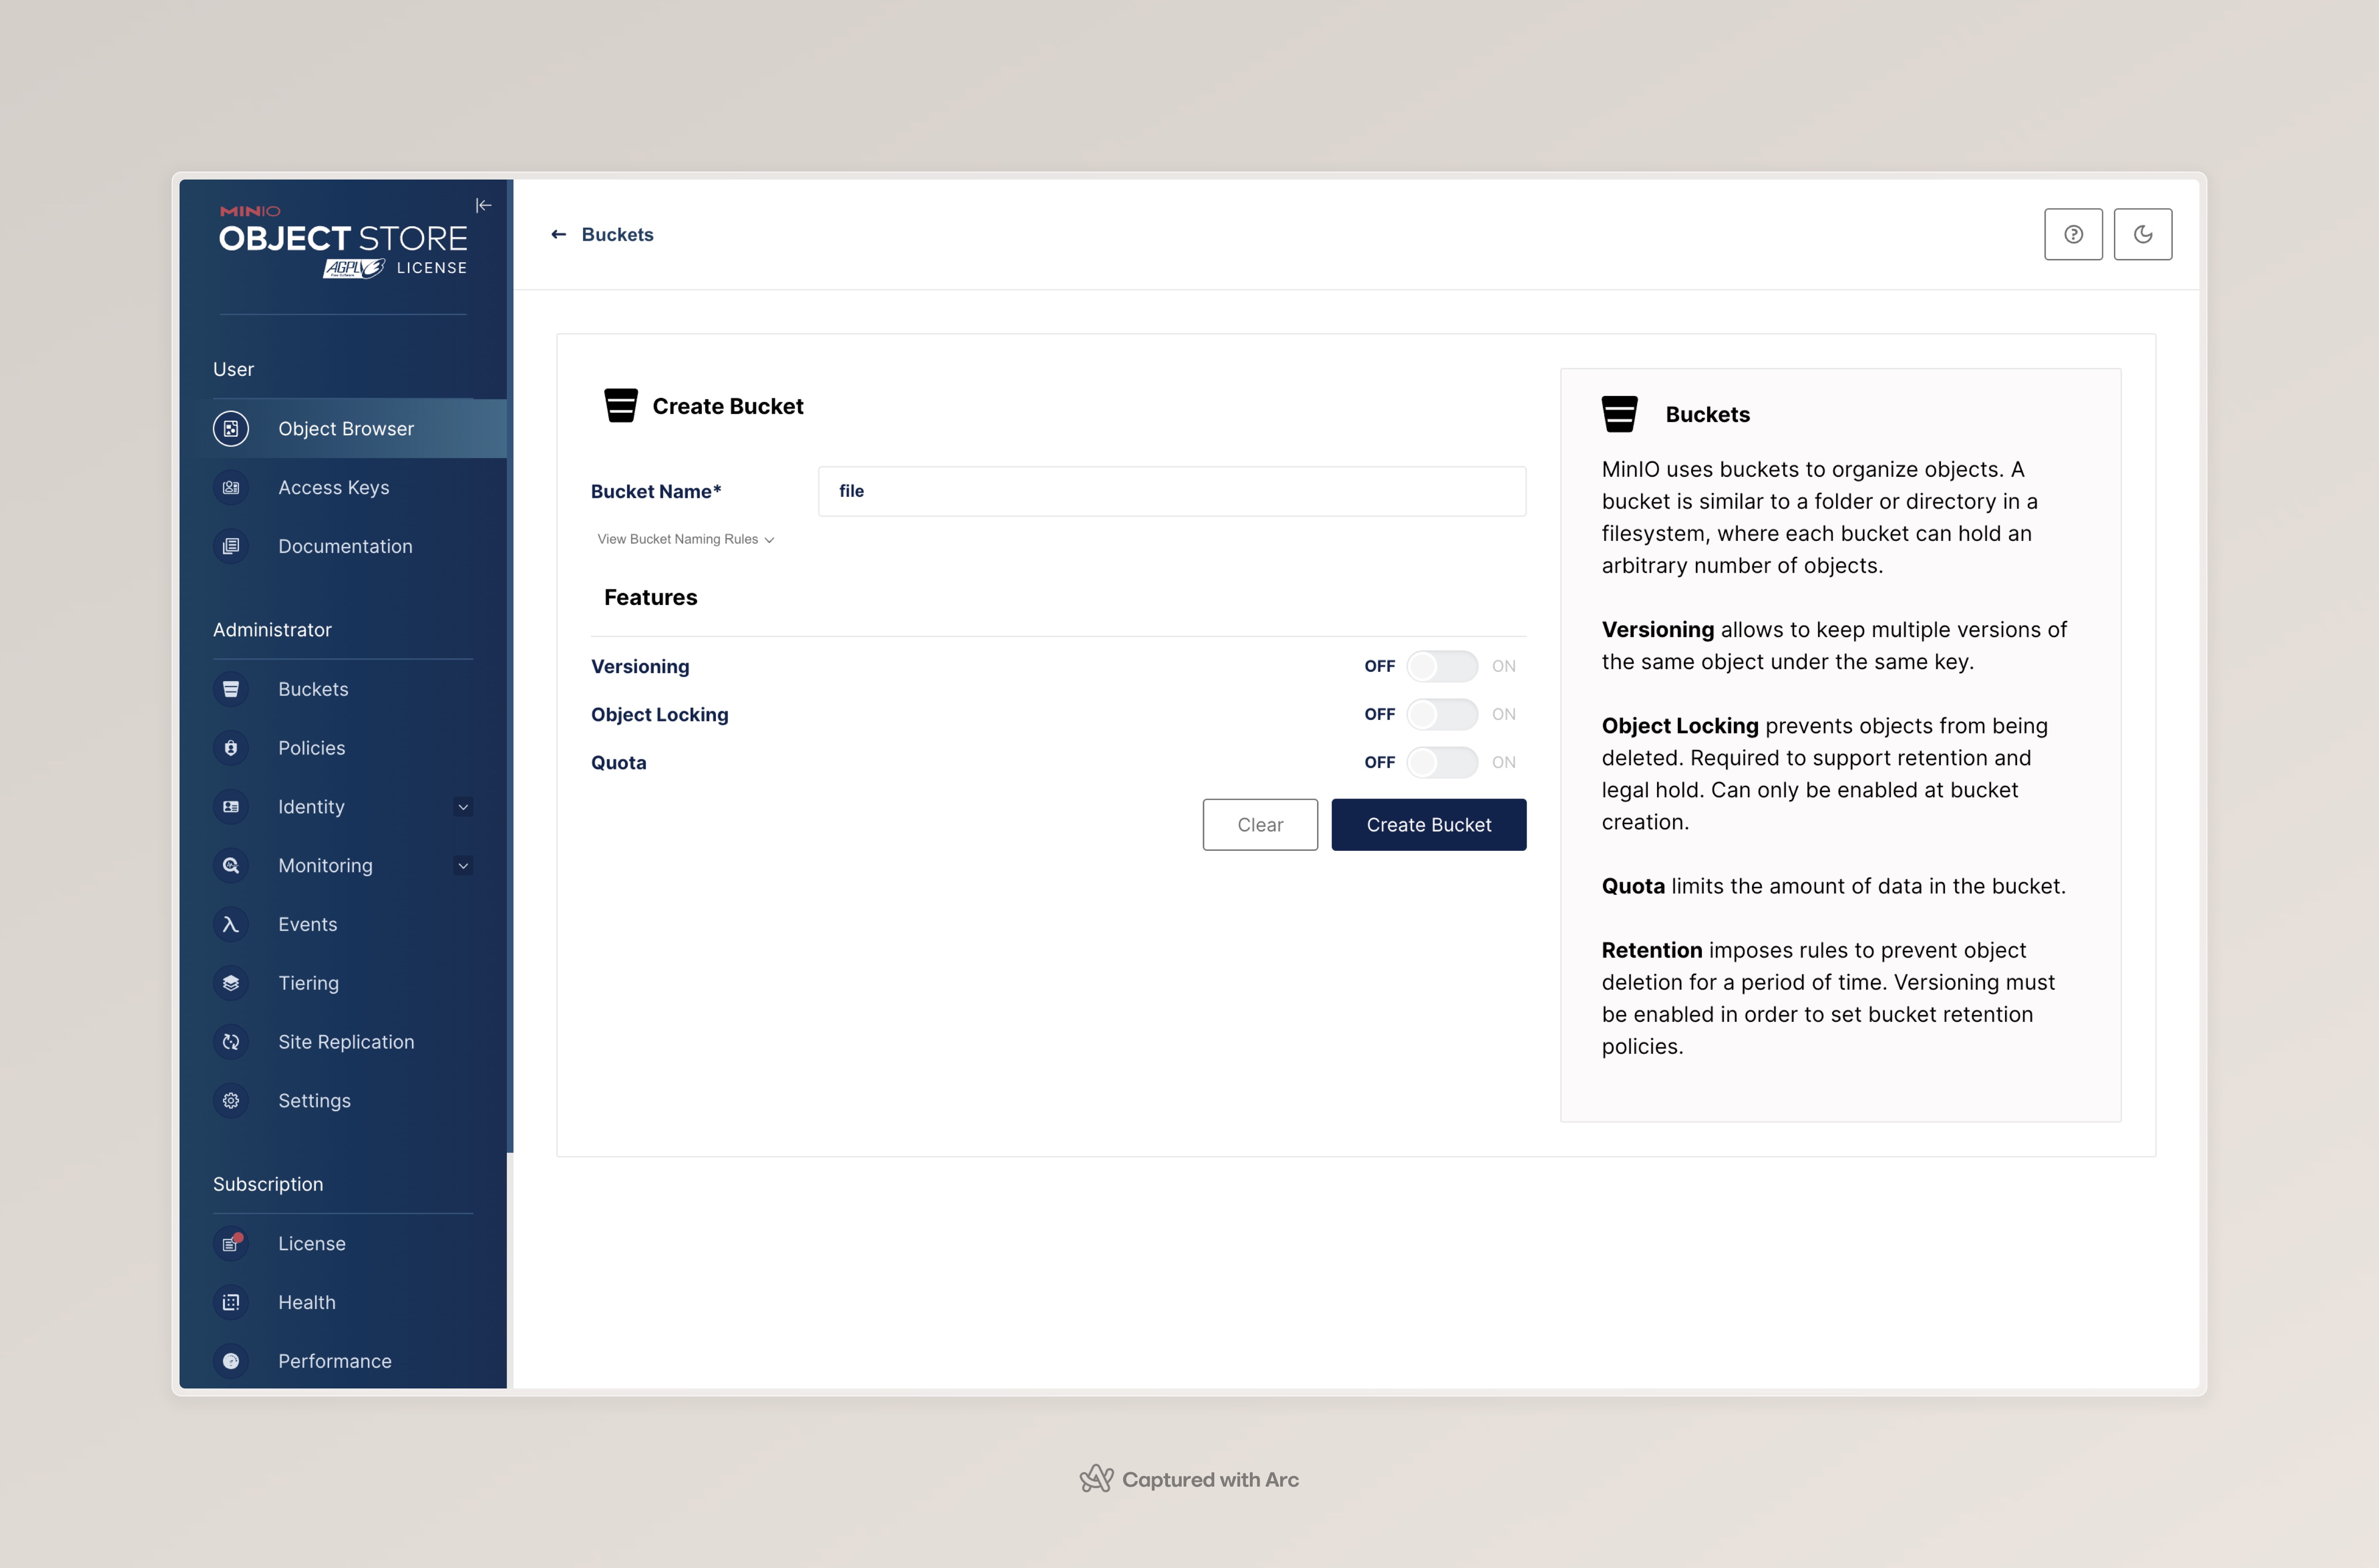 MINIO
OBJECT STORE
AGPL v3 LICENSE
User
Object Browser
Access Keys
Documentation
Administrator
Buckets
Policies
Identity
Monitoring
Events
Tiering
Site Replication
Settings
Subscription
License
Health
Performance
Buckets
Create Bucket
Bucket Name*
file
View Bucket Naming Rules
Features
Versioning OFF ON
Object Locking OFF ON
Quota OFF ON
Clear Create Bucket
Buckets
MinIO uses buckets to organize objects. A
bucket is similar to a folder or directory in a
filesystem, where each bucket can hold an
arbitrary number of objects.
Versioning allows to keep multiple versions of
the same object under the same key.
Object Locking prevents objects from being
deleted. Required to support retention and
legal hold. Can only be enabled at bucket
creation.
Quota limits the amount of data in the bucket.
Retention imposes rules to prevent object
deletion for a period of time. Versioning must
be enabled in order to set bucket retention
policies.
Captured with Arc